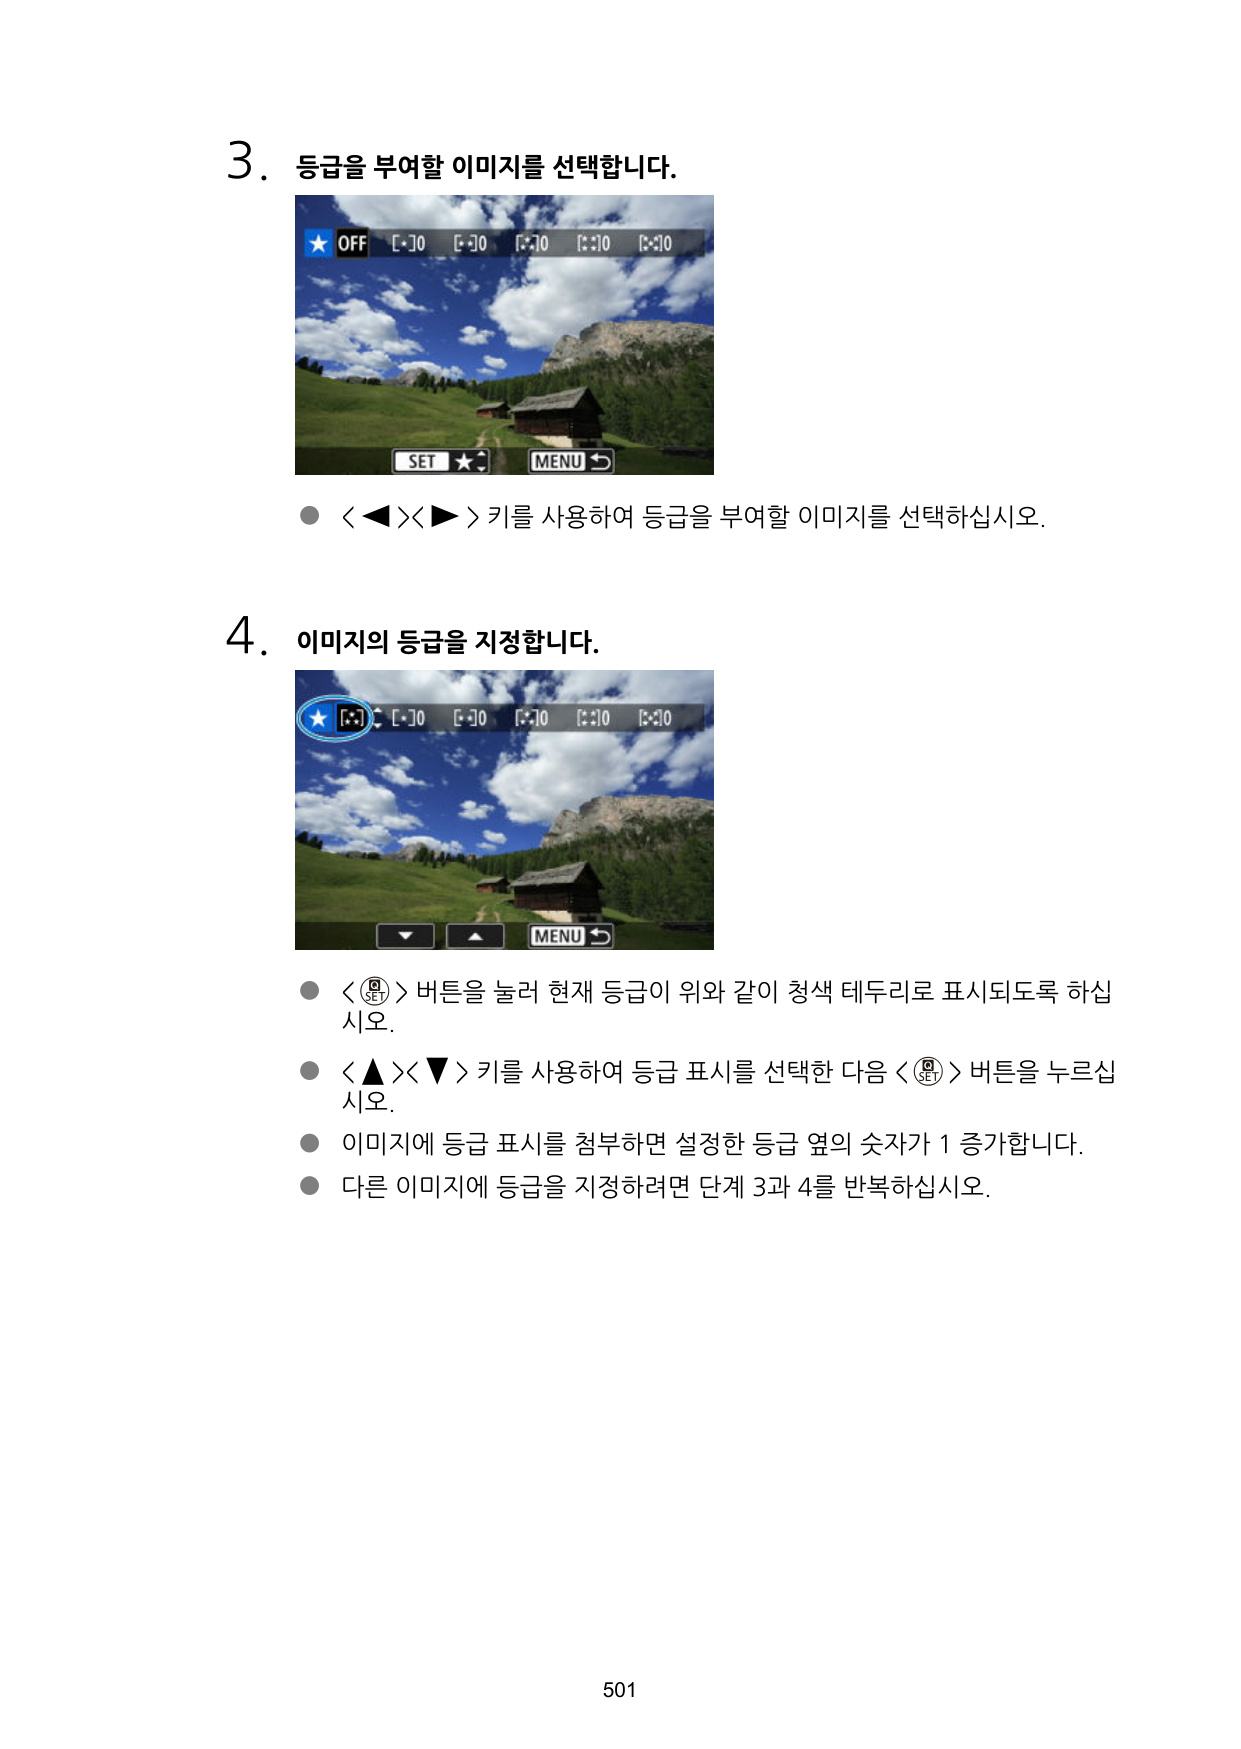 3. 등급을 부여할 이미지를 선택합니다.
★ OFF [•]0 [••]0 [∴]0 [::]0 [⁙]0
SET ★ MENU
● <◀><▶> 키를 사용하여 등급을 부여할 이미지를 선택하십시오.
4. 이미지의 등급을 지정합니다.
★ [∴] [•]0 [••]0 [∴]0 [::]0 [⁙]0
▼ ▲ MENU
● <Q SET> 버튼을 눌러 현재 등급이 위와 같이 청색 테두리로 표시되도록 하십
시오.
● <▲><▼> 키를 사용하여 등급 표시를 선택한 다음 <Q SET> 버튼을 누르십
시오.
● 이미지에 등급 표시를 첨부하면 설정한 등급 옆의 숫자가 1 증가합니다.
● 다른 이미지에 등급을 지정하려면 단계 3과 4를 반복하십시오.
501